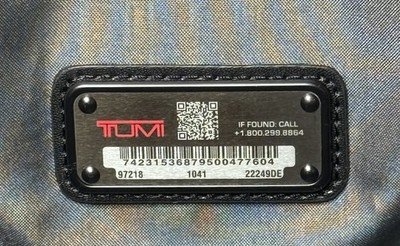 TUMI
IF FOUND: CALL
+1.800.299.8864
74231536879500477604
97218 1041 22249DE